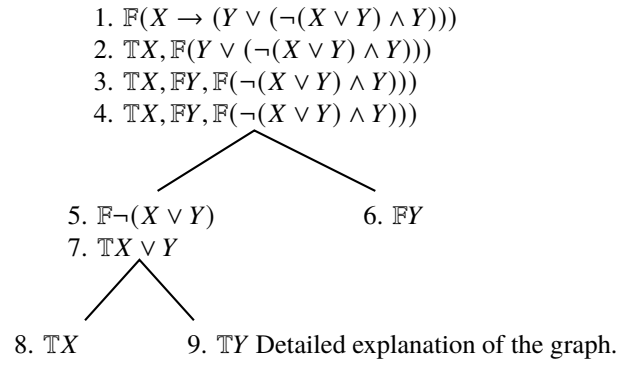 1. 𝔽(X → (Y ∨ (¬(X ∨ Y) ∧ Y)))
2. 𝕋X, 𝔽(Y ∨ (¬(X ∨ Y) ∧ Y)))
3. 𝕋X, 𝔽Y, 𝔽(¬(X ∨ Y) ∧ Y)))
4. 𝕋X, 𝔽Y, 𝔽(¬(X ∨ Y) ∧ Y)))
5. 𝔽¬(X ∨ Y) 6. 𝔽Y
7. 𝕋X ∨ Y
8. 𝕋X 9. 𝕋Y Detailed explanation of the graph.